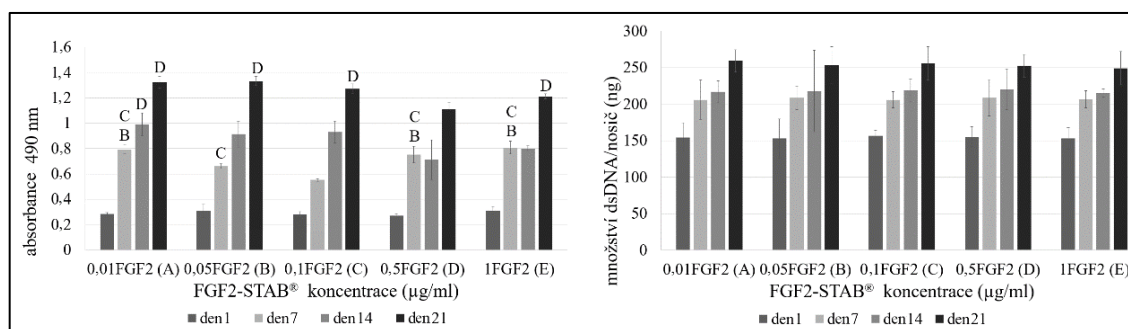 absorbance 490 nm
1,6
1,4
1,2
1
0,8
0,6
0,4
0,2
0
C
B
D
D
C
D
D
C
B
D
C
B
D
0,01FGF2 (A) 0,05FGF2 (B) 0,1FGF2 (C) 0,5FGF2 (D) 1FGF2 (E)
FGF2-STAB® koncentrace (µg/ml)
den1 den7 den14 den21
množství dsDNA/nosič (ng)
300
250
200
150
100
50
0
0,01FGF2 (A) 0,05FGF2 (B) 0,1FGF2 (C) 0,5FGF2 (D) 1FGF2 (E)
FGF2-STAB® koncentrace (µg/ml)
den1 den7 den14 den21